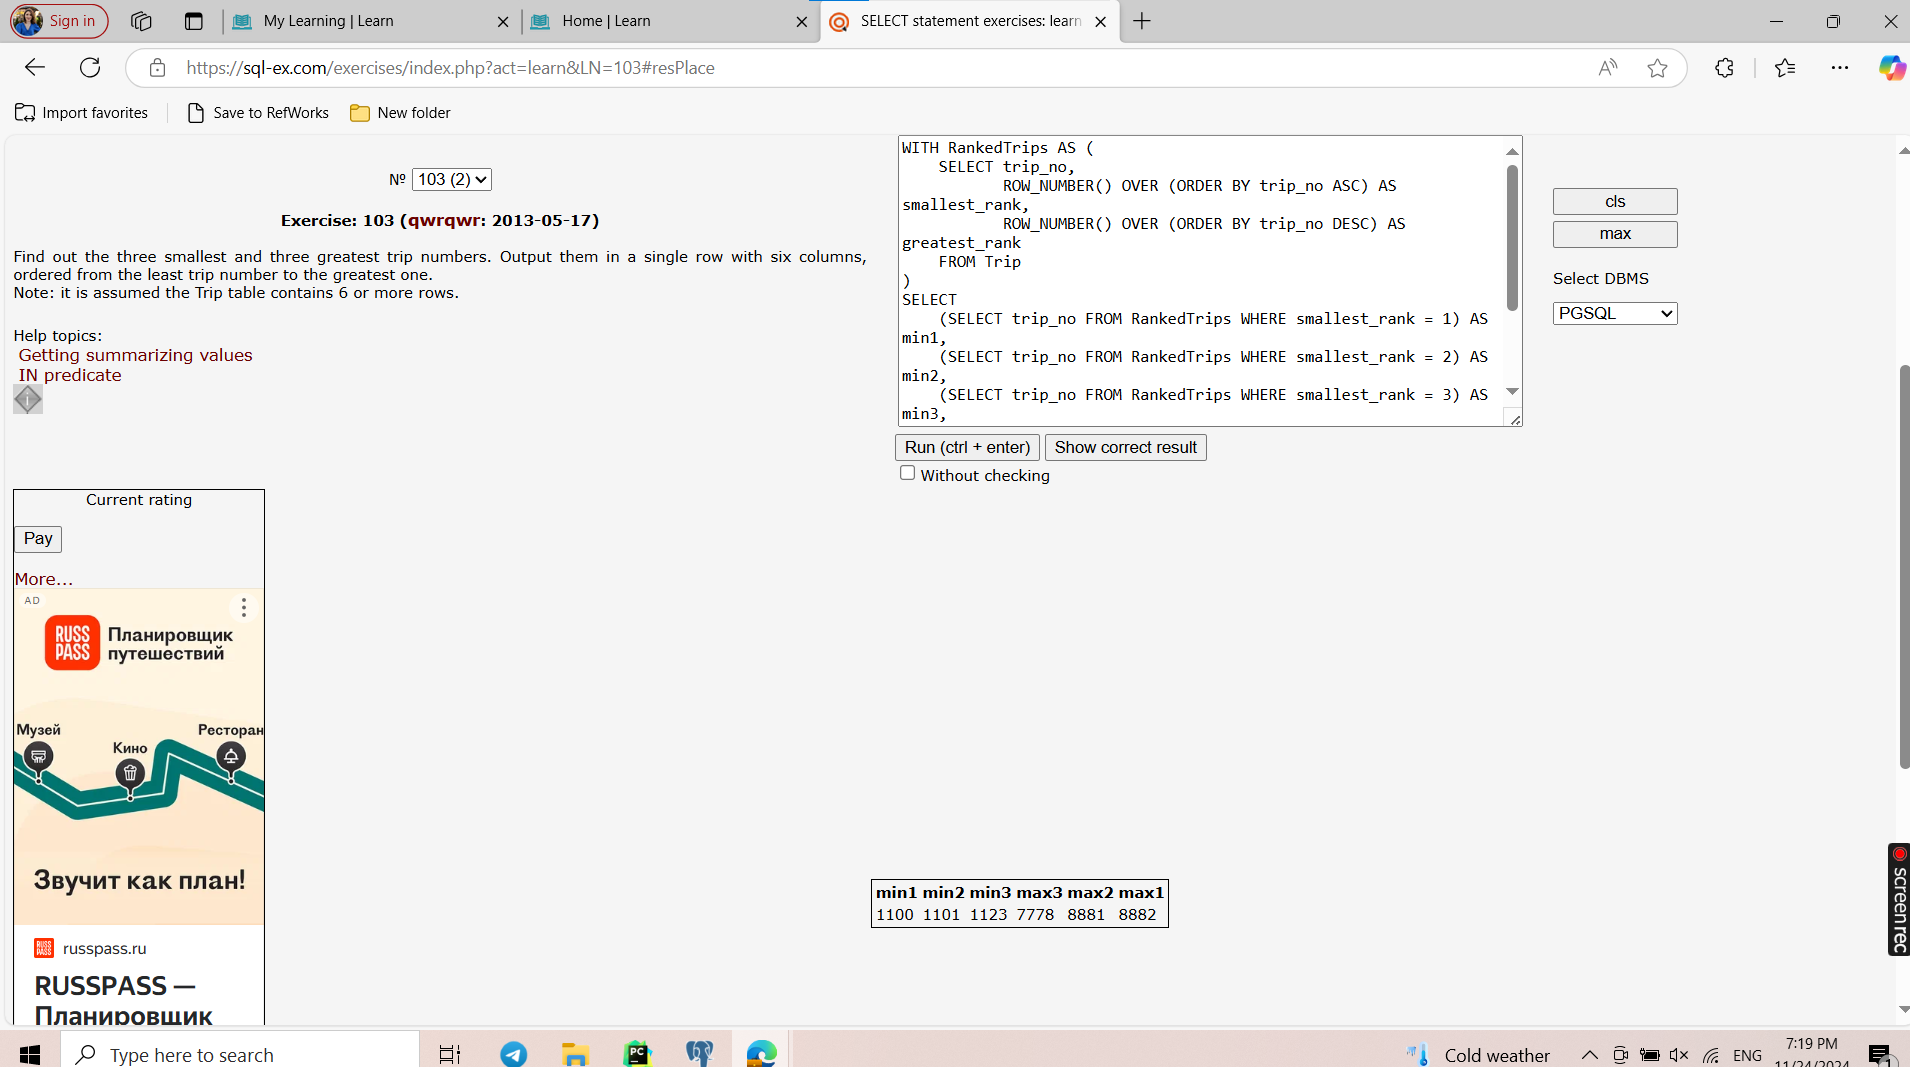 Sign in
My Learning | Learn
Home | Learn
SELECT statement exercises: learn
https://sql-ex.com/exercises/index.php?act=learn&LN=103#resPlace
Import favorites
Save to RefWorks
New folder
№ 103 (2)
Exercise: 103 (qwrqwr: 2013-05-17)
Find out the three smallest and three greatest trip numbers. Output them in a single row with six columns,
ordered from the least trip number to the greatest one.
Note: it is assumed the Trip table contains 6 or more rows.
Help topics:
Getting summarizing values
IN predicate
WITH RankedTrips AS (
SELECT trip_no,
ROW_NUMBER() OVER (ORDER BY trip_no ASC) AS
smallest_rank,
ROW_NUMBER() OVER (ORDER BY trip_no DESC) AS
greatest_rank
FROM Trip
)
SELECT
(SELECT trip_no FROM RankedTrips WHERE smallest_rank = 1) AS
min1,
(SELECT trip_no FROM RankedTrips WHERE smallest_rank = 2) AS
min2,
(SELECT trip_no FROM RankedTrips WHERE smallest_rank = 3) AS
min3,
cls
max
Select DBMS
PGSQL
Run (ctrl + enter)
Show correct result
Without checking
Current rating
Pay
More...
AD
RUSS
PASS
Планировщик
путешествий
Музей
Кино
Ресторан
Звучит как план!
russpass.ru
RUSSPASS —
Планировщик
min1 min2 min3 max3 max2 max1
1100 1101 1123 7778 8881 8882
screenrec
Type here to search
PC
Cold weather
ENG
7:19 PM
11/24/2024
1